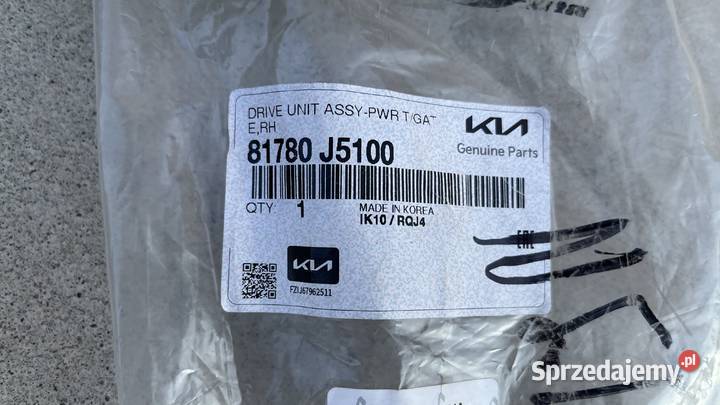 DRIVE UNIT ASSY-PWR T/GAT
E,RH
KIA
Genuine Parts
81780 J5100
QTY 1
MADE IN KOREA
IK10 / RQJ4
EAC
KIA
FZIJ67962511
Sprzedajemy.pl